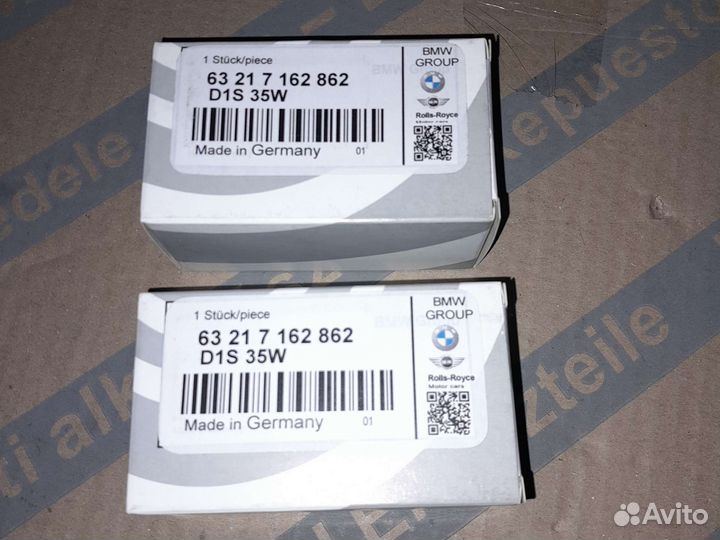 1 Stück/piece
63 21 7 162 862
D1S 35W
Made in Germany
01
BMW
GROUP
Rolls-Royce
Motor cars
1 Stück/piece
63 21 7 162 862
D1S 35W
Made in Germany
01
BMW
GROUP
Rolls-Royce
Motor cars
Avito